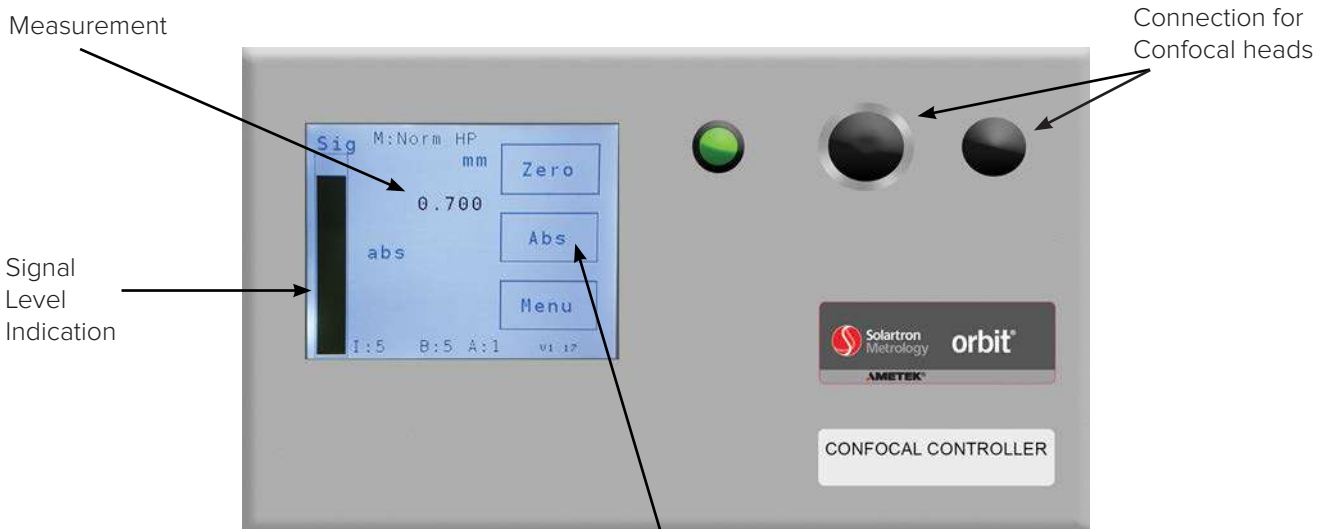 Measurement
Connection for
Confocal heads
Sig
M:Norm HP
mm
Zero
0.700
Abs
abs
Signal
Level
Indication
Menu
I:5 B:5 A:1 V1.17
Solartron
Metrology
orbit®
AMETEK®
CONFOCAL CONTROLLER